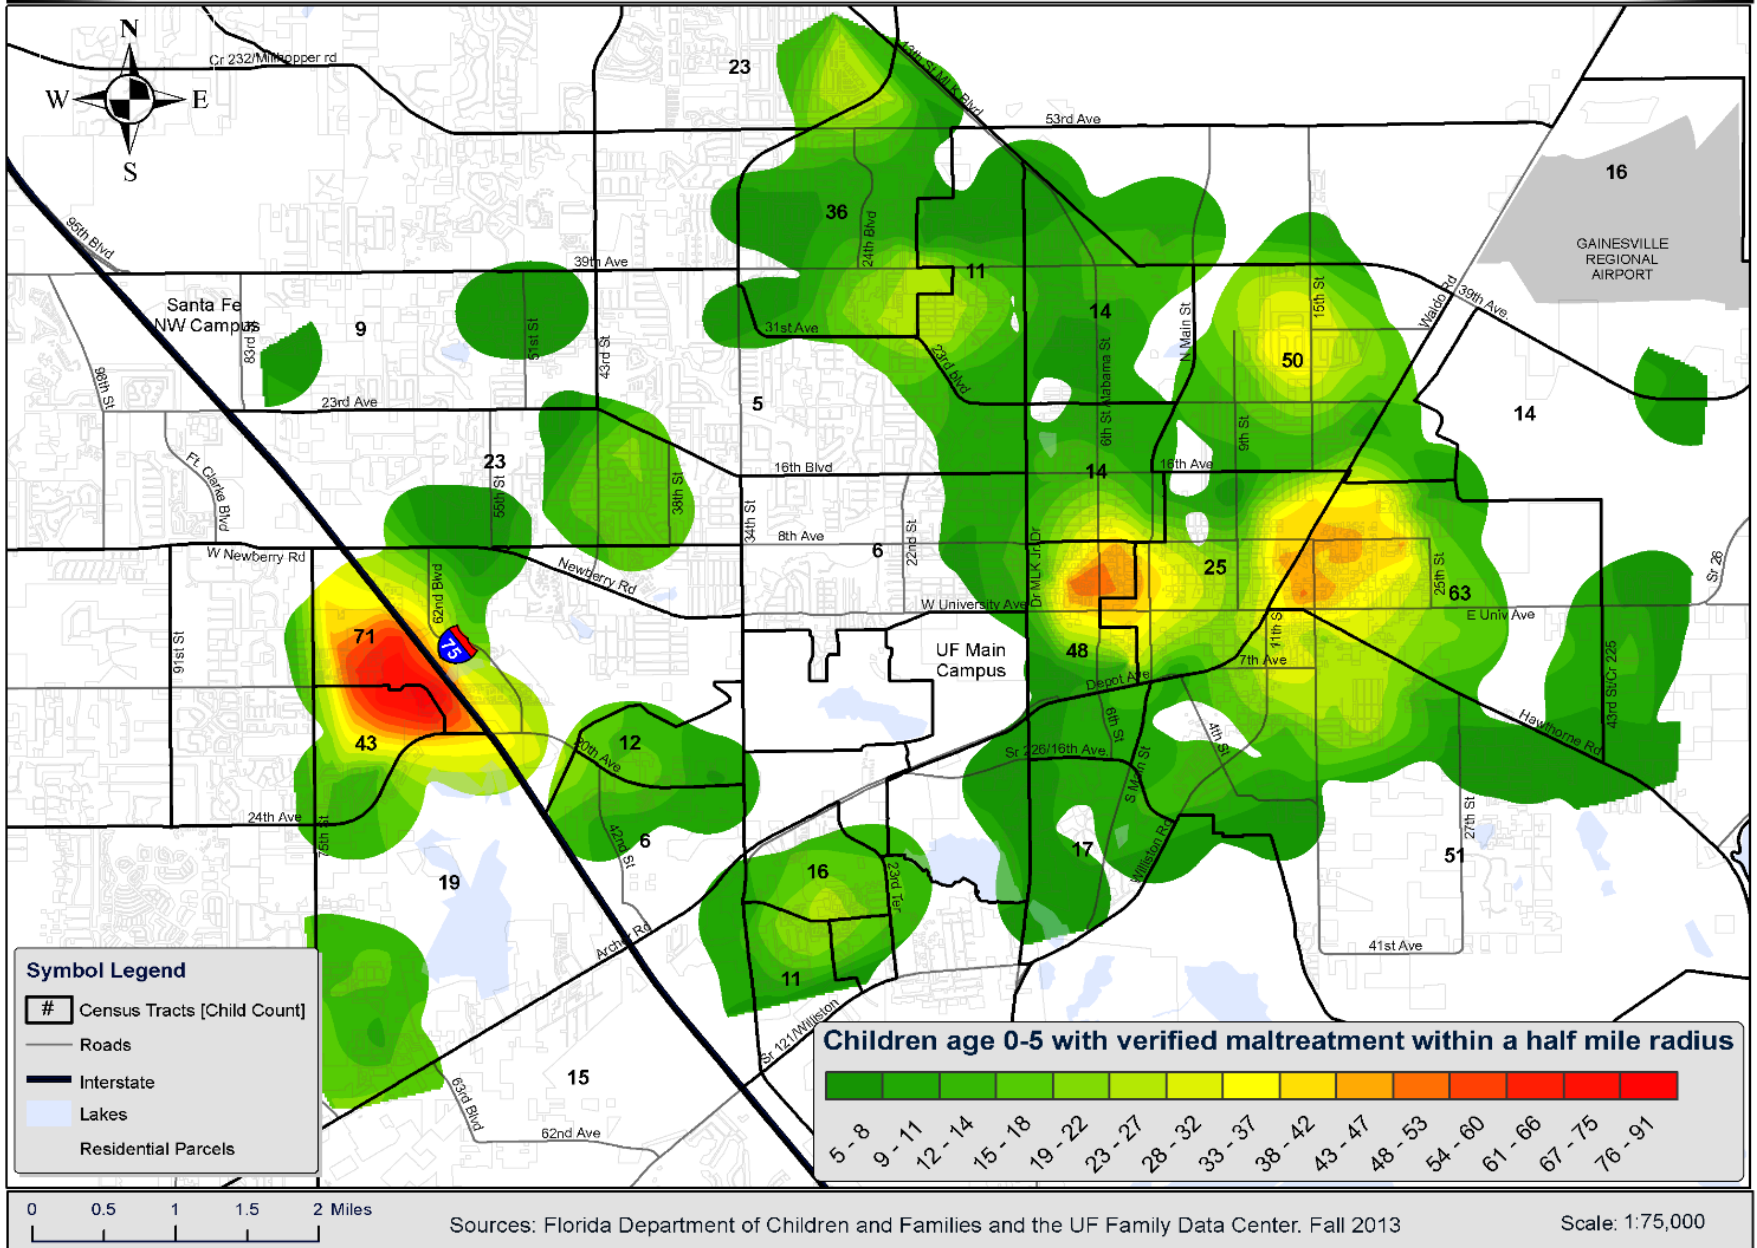 N
W
E
S
Cr 232/Millhopper rd
23
13th St MLK Blvd
53rd Ave
16
GAINESVILLE
REGIONAL
AIRPORT
95th Blvd
36
24th Blvd
39th Ave
11
Santa Fe
NW Campus
83rd St
9
51st St
43rd St
31st Ave
23rd blvd
14
6th St Alabama St
N Main St
15th St
50
Waldo Rd
39th Ave.
98th St
23rd Ave
5
9th St
14
Ft. Clarke Blvd
23
55th St
38th St
34th St
16th Blvd
14
16th Ave
W Newberry Rd
62nd Blvd
Newberry Rd
8th Ave
6
22nd St
Dr MLK Jr. Dr
25
25th St
63
Sr 26
W University Ave
E Univ Ave
91st St
71
75
UF Main
Campus
48
11th S
7th Ave
Depot Ave
43rd St/Cr 225
Hawthorne Rd
43
12
20th Ave
6th St
4th St
Sr 226/16th Ave.
S Main St
24th Ave
75th St
42nd St
6
16
23rd Ter
17
Williston Rd
27th St
51
19
Archer Rd
11
41st Ave
Sr 121/Williston
15
63rd Blvd
62nd Ave
Symbol Legend
# Census Tracts [Child Count]
Roads
Interstate
Lakes
Residential Parcels
Children age 0-5 with verified maltreatment within a half mile radius
5 - 8
9 - 11
12 - 14
15 - 18
19 - 22
23 - 27
28 - 32
33 - 37
38 - 42
43 - 47
48 - 53
54 - 60
61 - 66
67 - 75
76 - 91
0 0.5 1 1.5 2 Miles
Sources: Florida Department of Children and Families and the UF Family Data Center. Fall 2013
Scale: 1:75,000